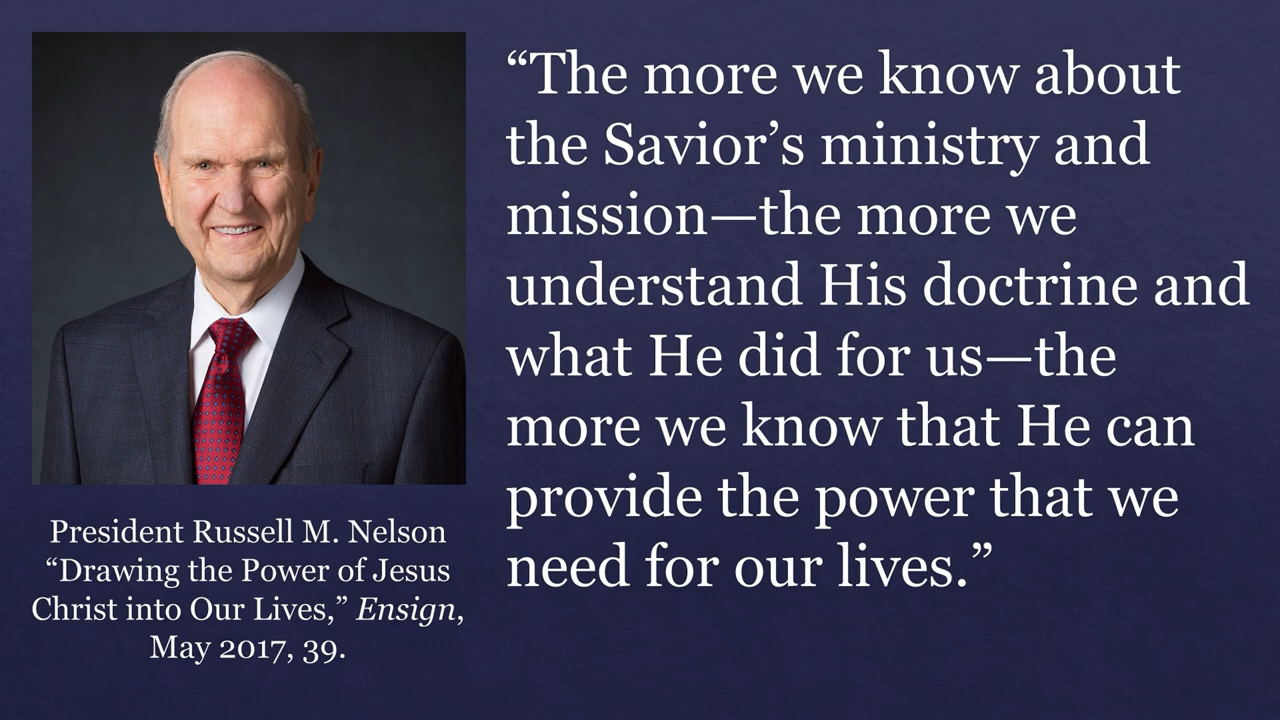 “The more we know about
the Savior’s ministry and
mission—the more we
understand His doctrine and
what He did for us—the
more we know that He can
provide the power that we
need for our lives.”
President Russell M. Nelson
“Drawing the Power of Jesus
Christ into Our Lives,” Ensign,
May 2017, 39.